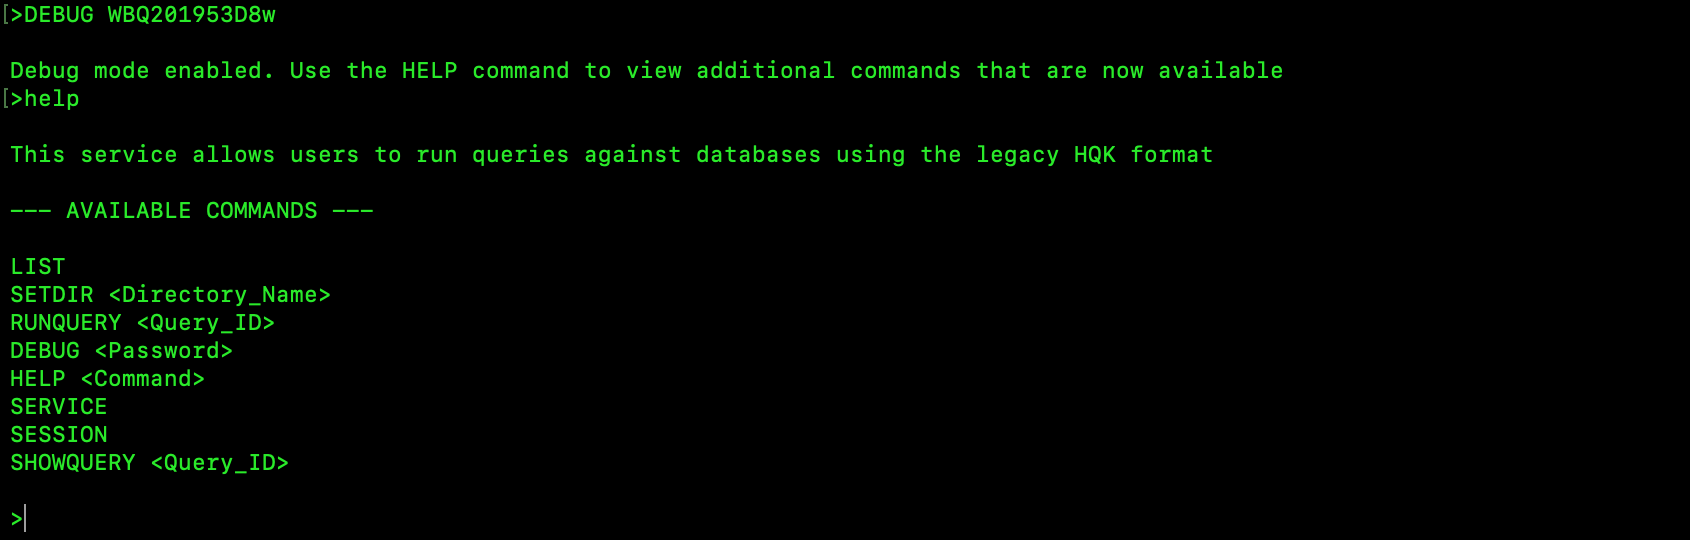 [>DEBUG WBQ201953D8w
Debug mode enabled. Use the HELP command to view additional commands that are now available
[>help
This service allows users to run queries against databases using the legacy HQK format
--- AVAILABLE COMMANDS ---
LIST
SETDIR <Directory_Name>
RUNQUERY <Query_ID>
DEBUG <Password>
HELP <Command>
SERVICE
SESSION
SHOWQUERY <Query_ID>
>